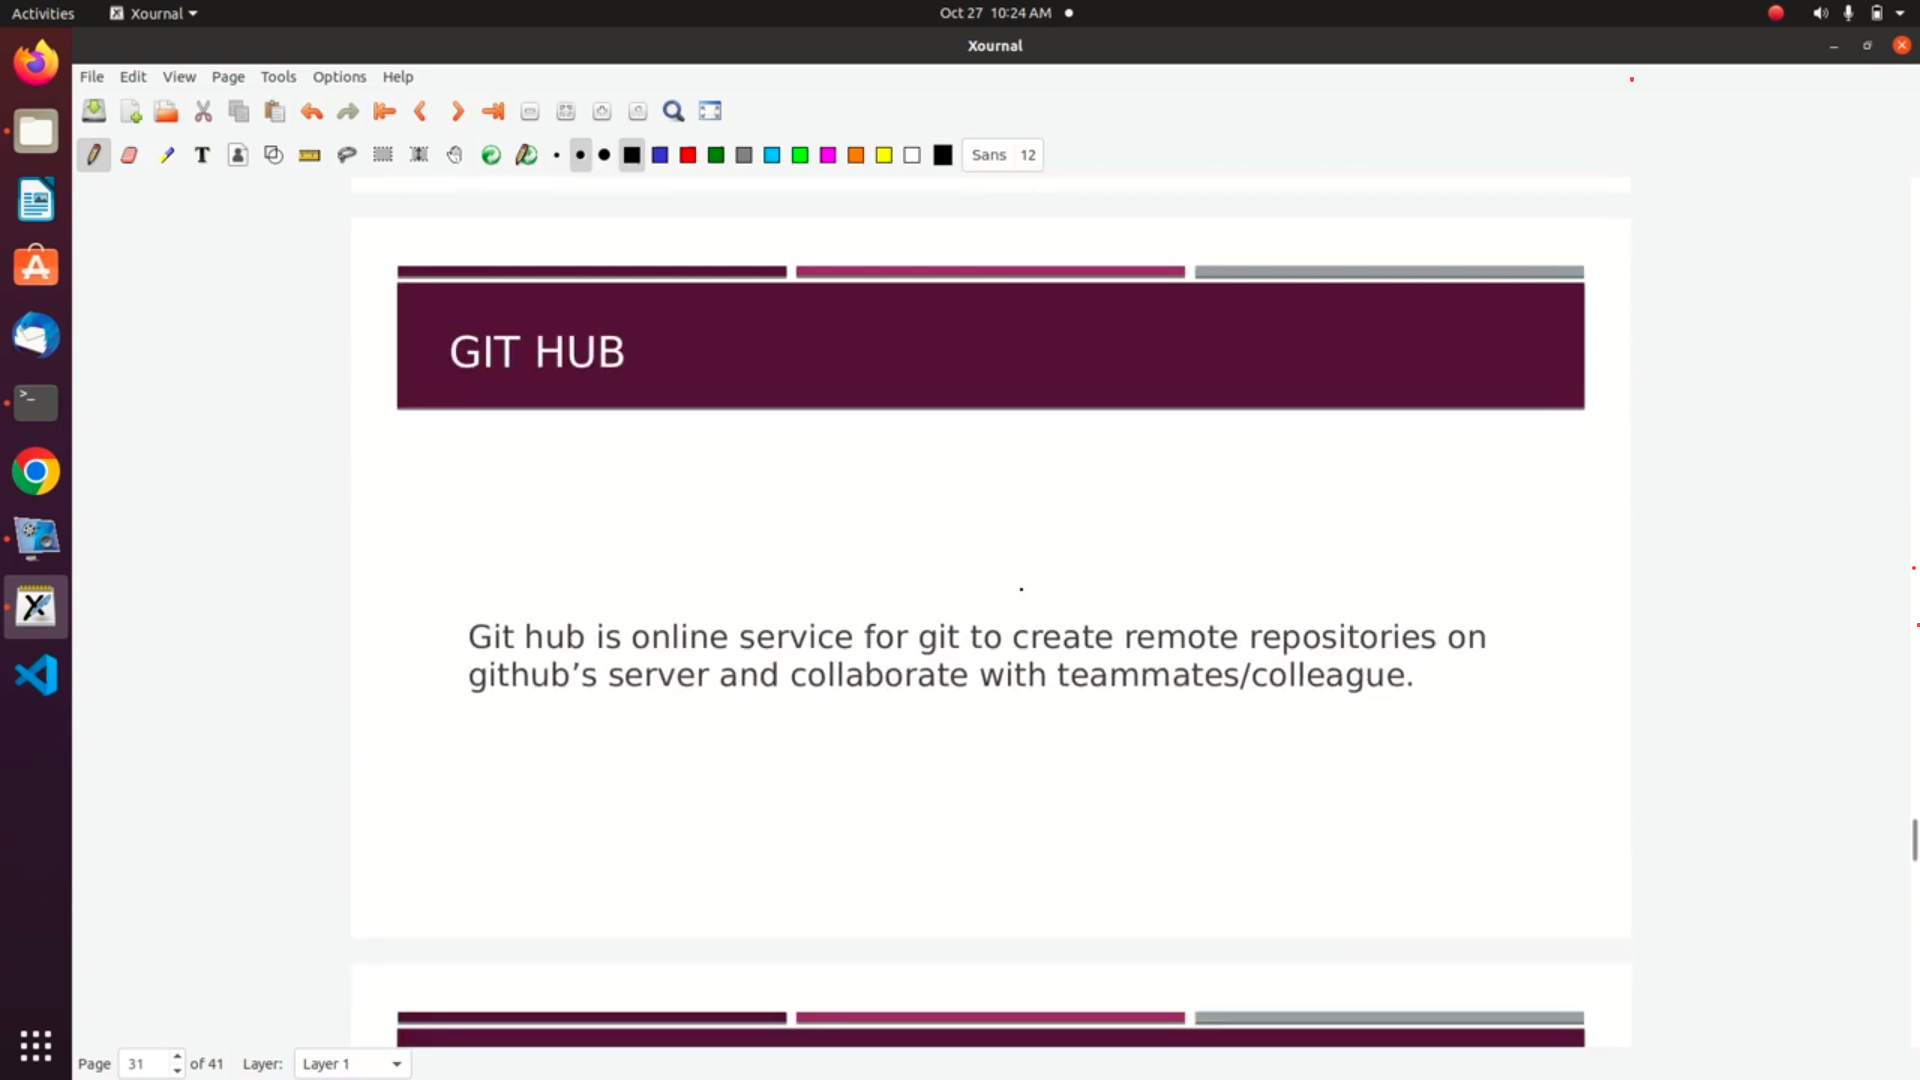 Activities
Xournal
Oct 27 10:24 AM
Xournal
File Edit View Page Tools Options Help
Sans 12
GIT HUB
Git hub is online service for git to create remote repositories on
github’s server and collaborate with teammates/colleague.
Page 31 of 41 Layer: Layer 1